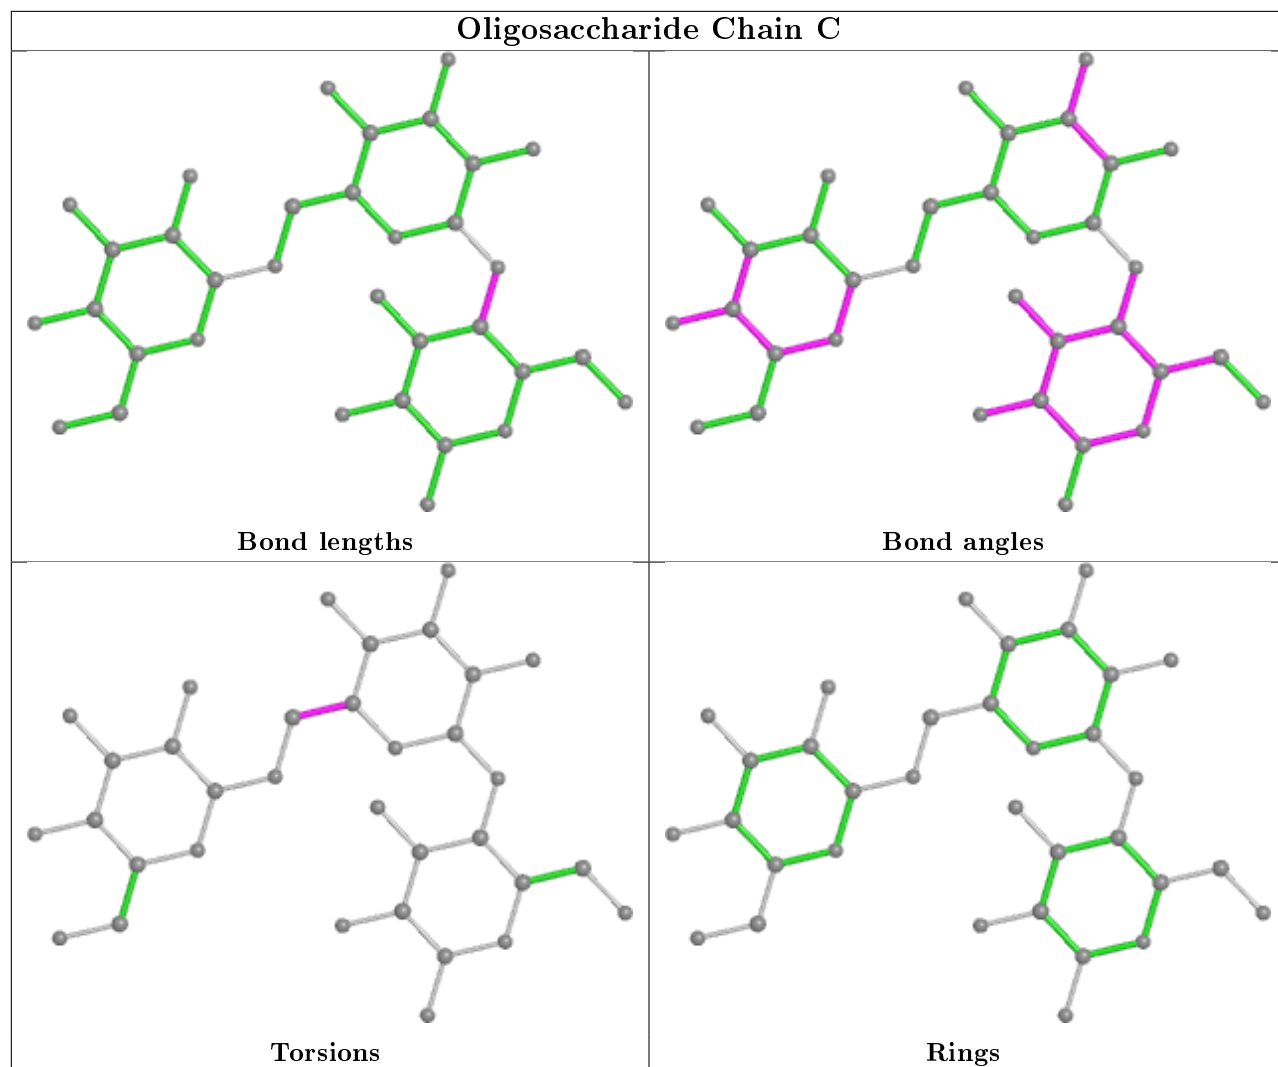 Oligosaccharide Chain C
Bond lengths
Bond angles
Torsions
Rings